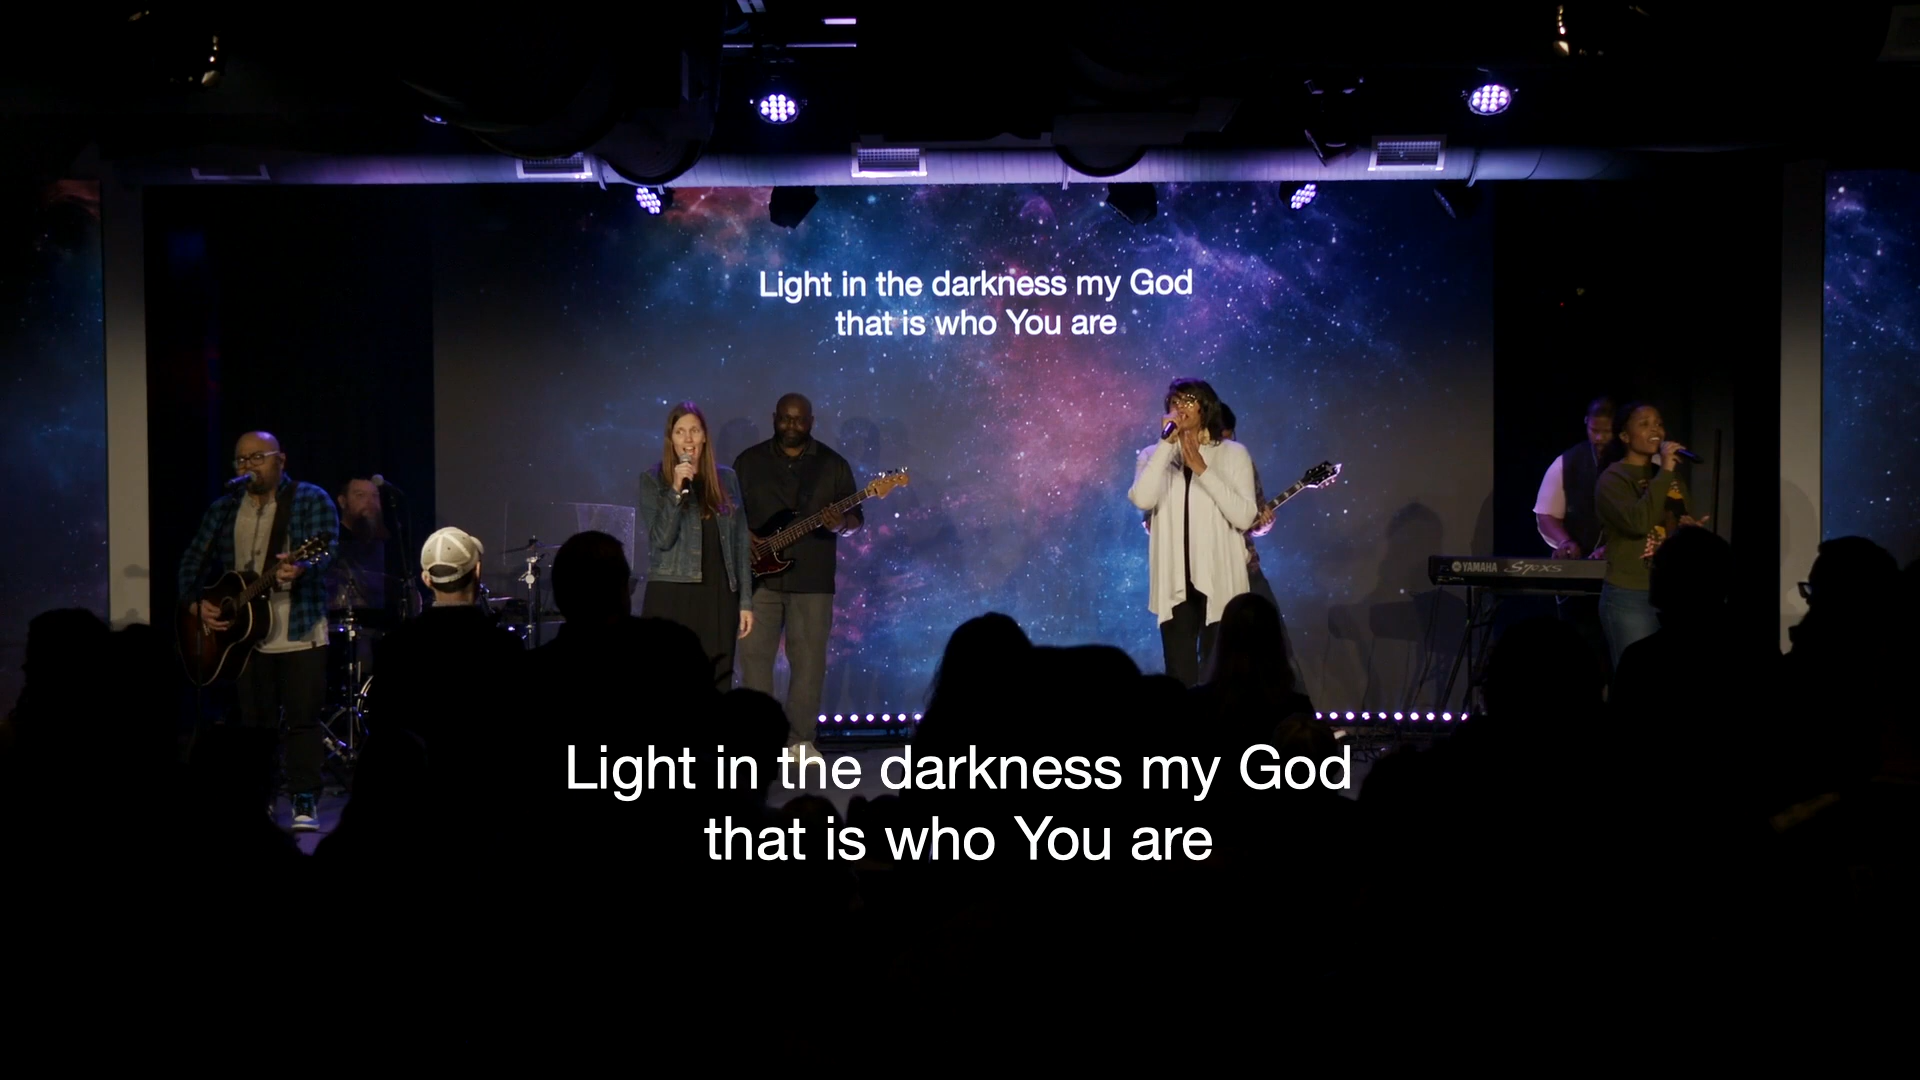 Light in the darkness my God
that is who You are
YAMAHA S70XS
Light in the darkness my God
that is who You are